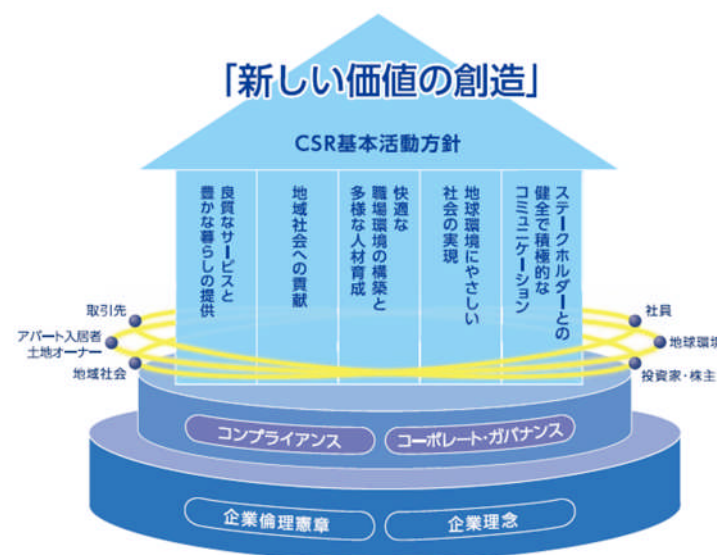 「新しい価値の創造」
CSR基本活動方針
良質なサービスと
豊かな暮らしの提供
地域社会への貢献
快適な
職場環境の構築と
多様な人材育成
地球環境にやさしい
社会の実現
ステークホルダーとの
健全で積極的な
コミュニケーション
取引先
アパート入居者
土地オーナー
地域社会
社員
地球環境
投資家・株主
コンプライアンス
コーポレート・ガバナンス
企業倫理憲章
企業理念